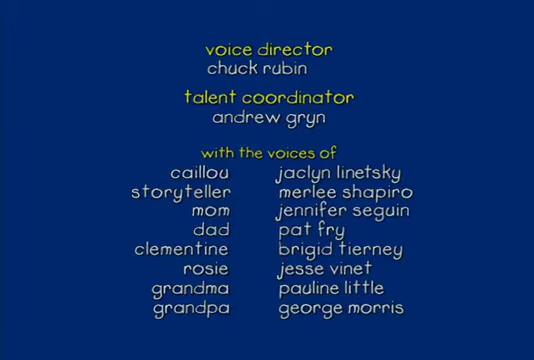 voice director
chuck rubin
talent coordinator
andrew gryn
with the voices of
caillou jaclyn linetsky
storyteller merlee shapiro
mom jennifer seguin
dad pat fry
clementine brigid tierney
rosie jesse vinet
grandma pauline little
grandpa george morris